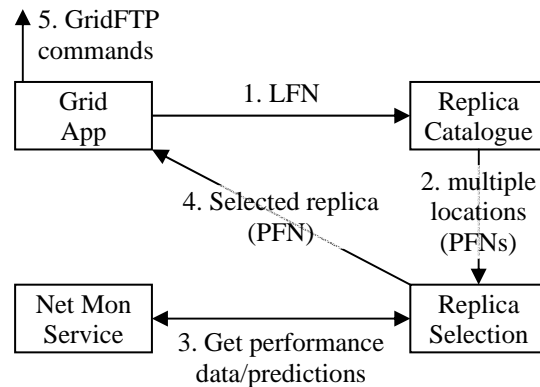 5. GridFTP
commands
Grid
App
1. LFN
Replica
Catalogue
2. multiple
locations
(PFNs)
4. Selected replica
(PFN)
Net Mon
Service
Replica
Selection
3. Get performance
data/predictions